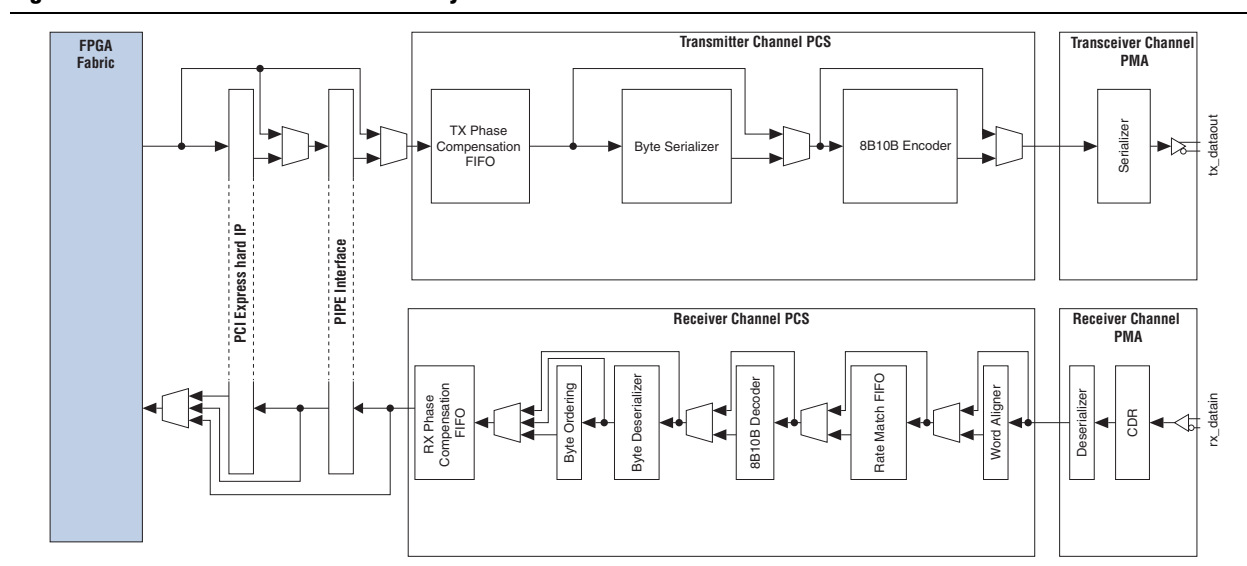 FPGA
Fabric
Transmitter Channel PCS
Transceiver Channel
PMA
TX Phase
Compensation
FIFO
Byte Serializer
8B10B Encoder
Serializer
tx_dataout
PCI Express hard IP
PIPE Interface
Receiver Channel PCS
Receiver Channel
PMA
RX Phase
Compensation
FIFO
Byte Ordering
Byte Deserializer
8B10B Decoder
Rate Match FIFO
Word Aligner
Deserializer
CDR
rx_datain